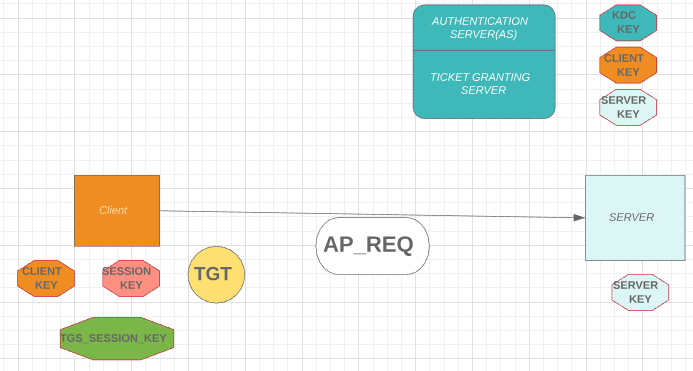 AUTHENTICATION
SERVER(AS)
TICKET GRANTING
SERVER
KDC
KEY
CLIENT
KEY
SERVER
KEY
Client
AP_REQ
SERVER
CLIENT
KEY
SESSION
KEY
TGT
SERVER
KEY
TGS_SESSION_KEY